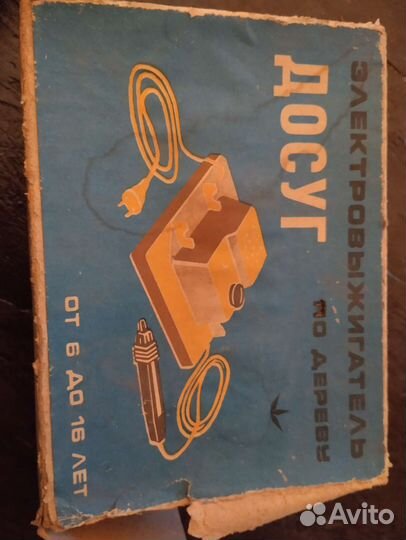 ЭЛЕКТРОВЫЖИГАТЕЛЬ
ДОСУГ
ПО ДЕРЕВУ
ОТ 6 ДО 16 ЛЕТ
Avito